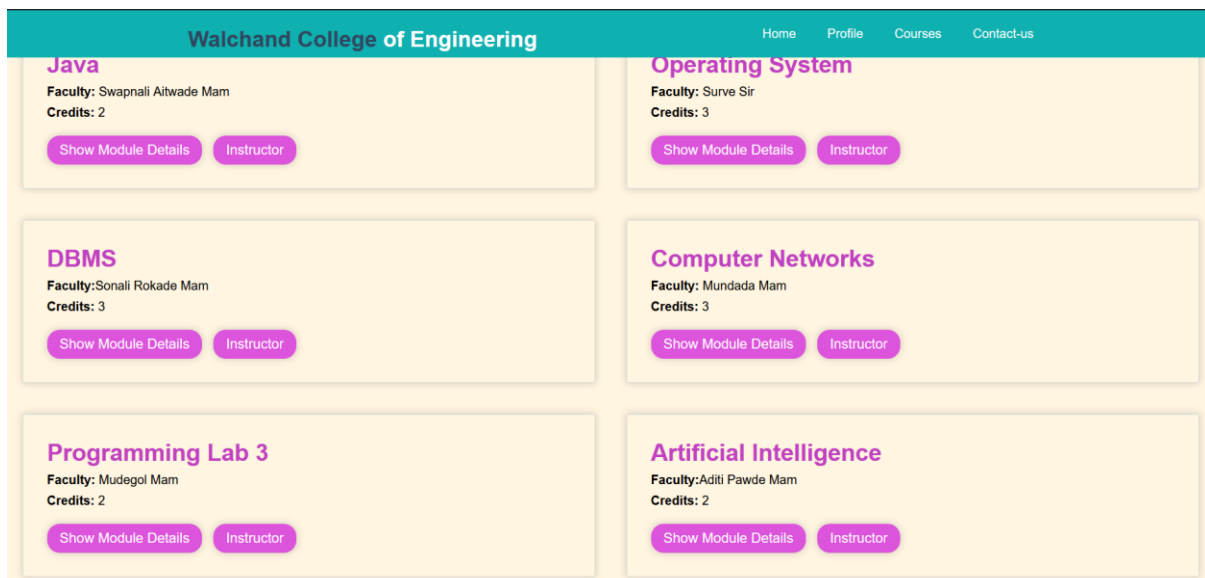 Walchand College of Engineering
Home Profile Courses Contact-us
Java
Faculty: Swapnali Aitwade Mam
Credits: 2
Show Module Details Instructor
Operating System
Faculty: Surve Sir
Credits: 3
Show Module Details Instructor
DBMS
Faculty:Sonali Rokade Mam
Credits: 3
Show Module Details Instructor
Computer Networks
Faculty: Mundada Mam
Credits: 3
Show Module Details Instructor
Programming Lab 3
Faculty: Mudegol Mam
Credits: 2
Show Module Details Instructor
Artificial Intelligence
Faculty:Aditi Pawde Mam
Credits: 2
Show Module Details Instructor